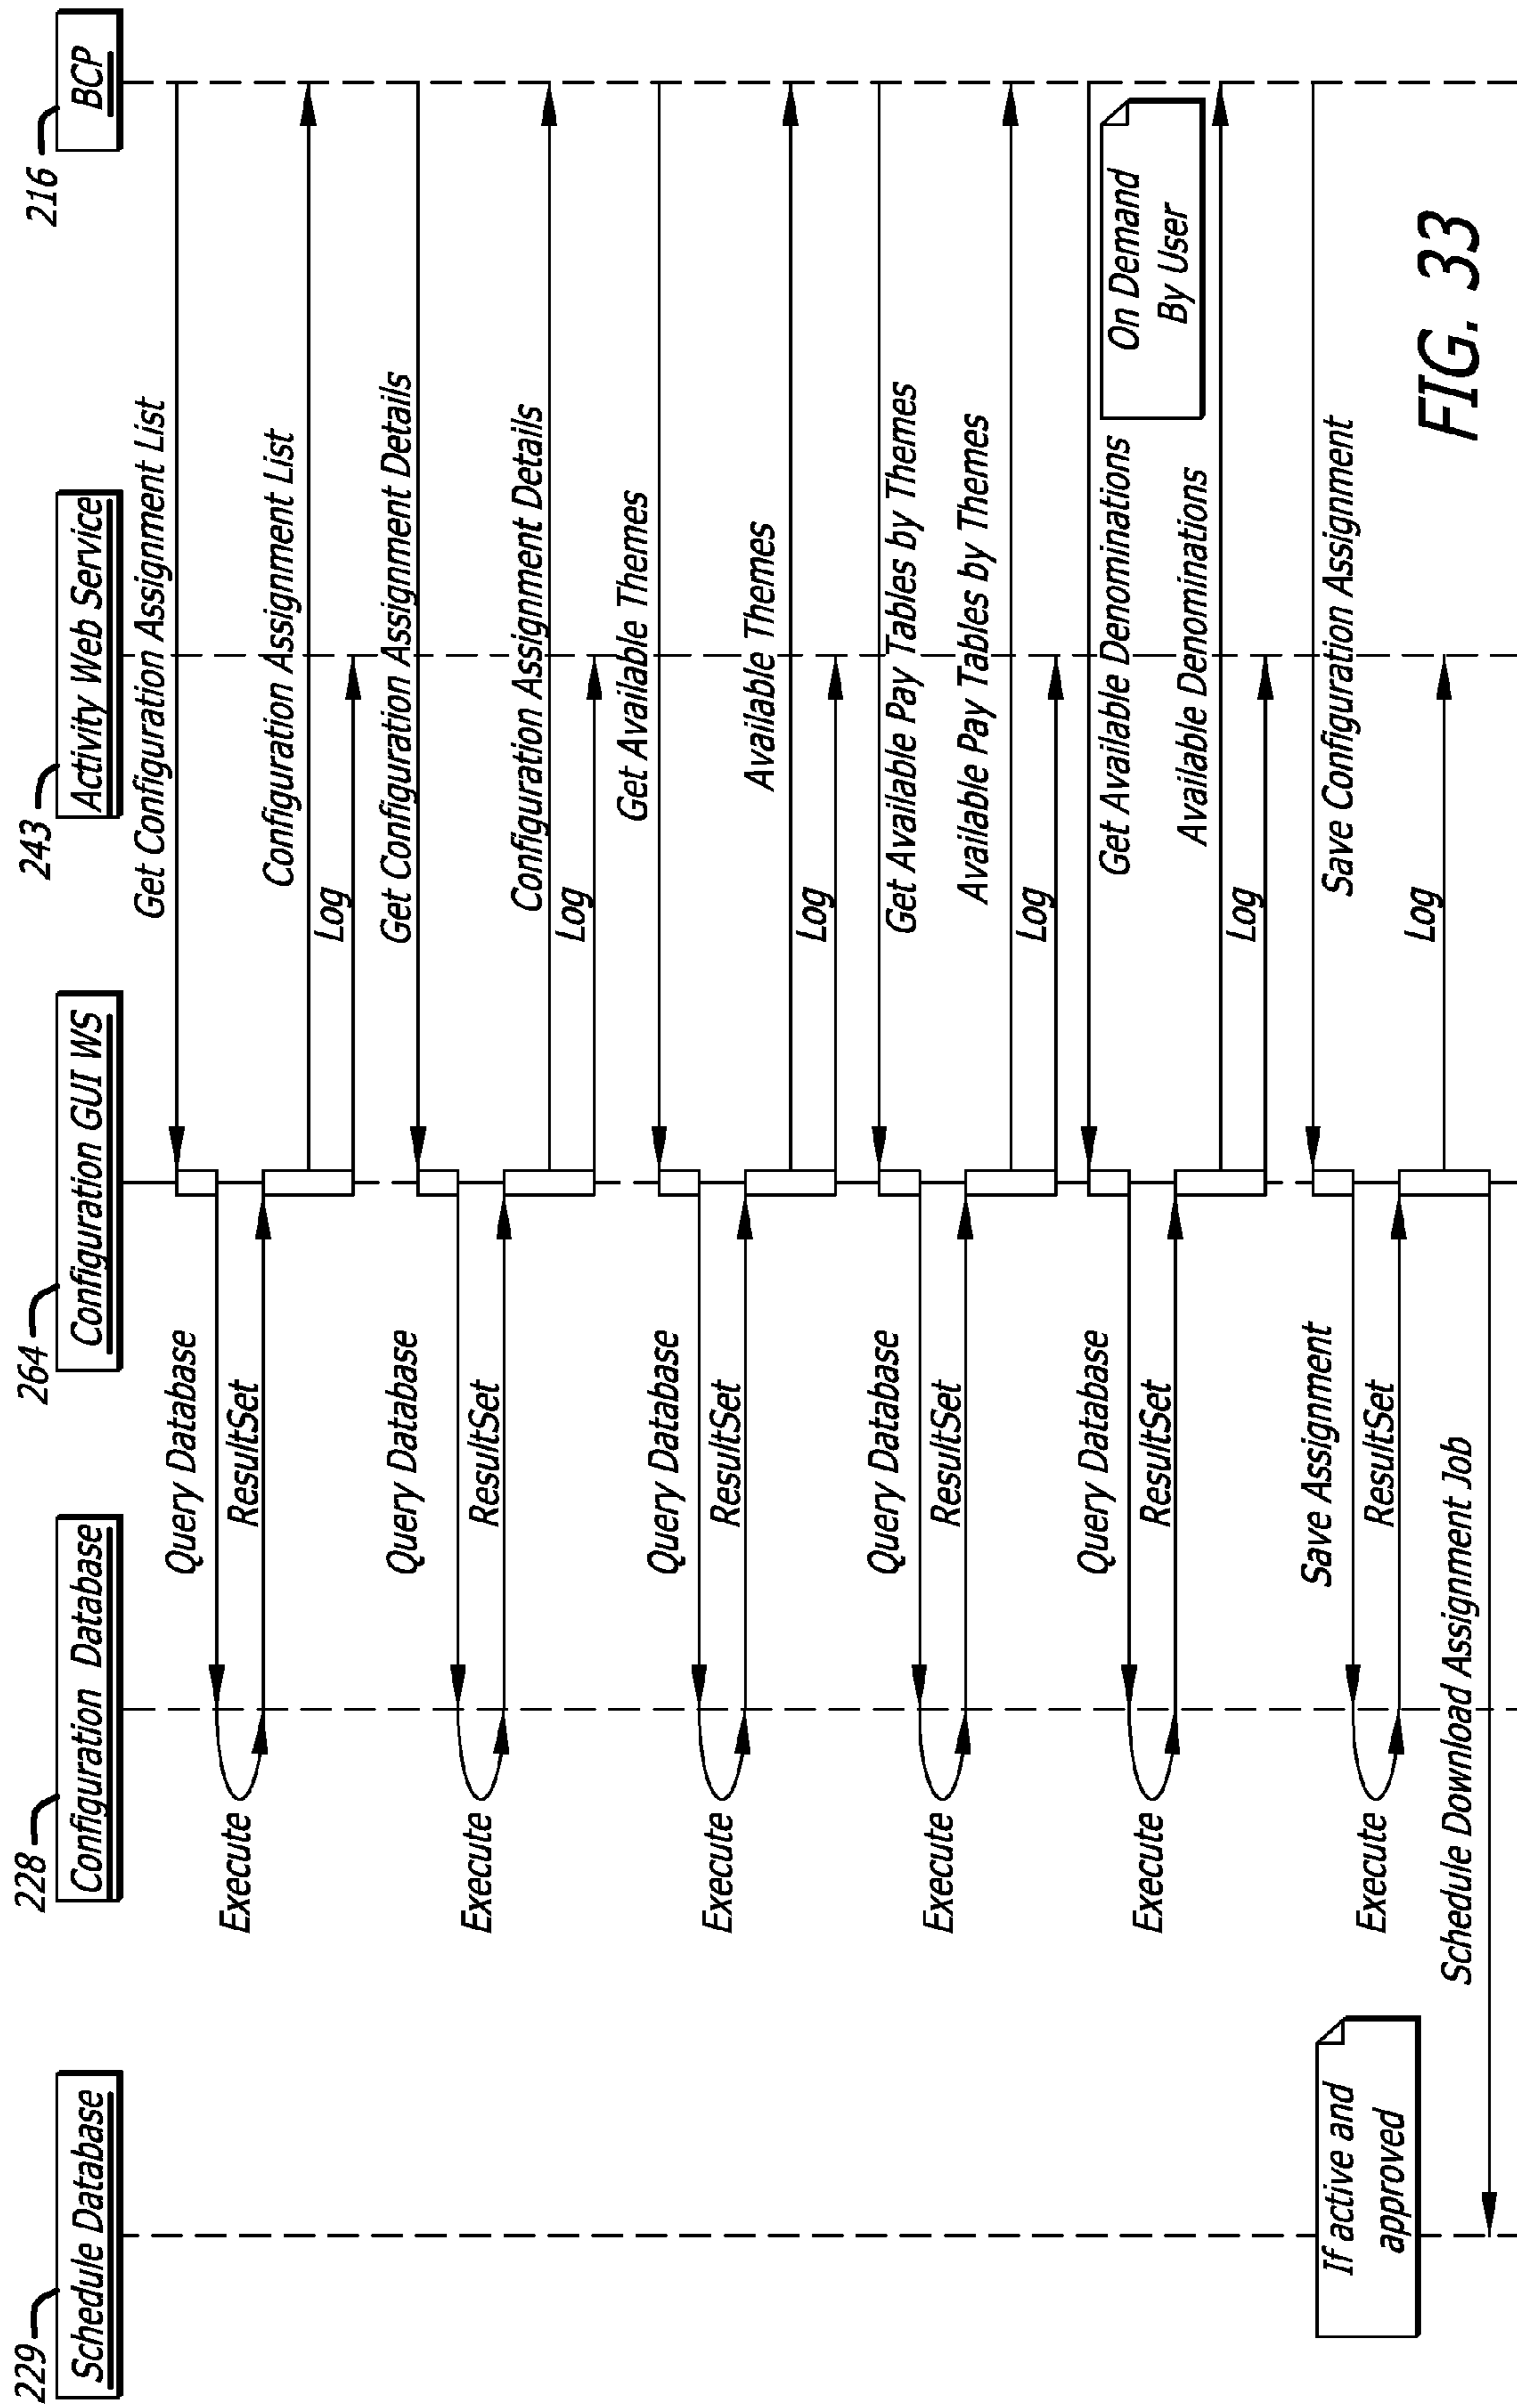 229
Schedule Database
228
Configuration Database
264
Configuration GUI WS
243
Activity Web Service
216
BCP
Get Configuration Assignment List
Query Database
Execute
ResultSet
Configuration Assignment List
Log
Get Configuration Assignment Details
Query Database
Execute
ResultSet
Configuration Assignment Details
Log
Get Available Themes
Query Database
Execute
ResultSet
Available Themes
Log
Get Available Pay Tables by Themes
Query Database
Execute
ResultSet
Available Pay Tables by Themes
Log
Get Available Denominations
On Demand
By User
Query Database
Execute
ResultSet
Available Denominations
Log
Save Configuration Assignment
Save Assignment
Execute
ResultSet
Log
If active and
approved
Schedule Download Assignment Job
FIG. 33